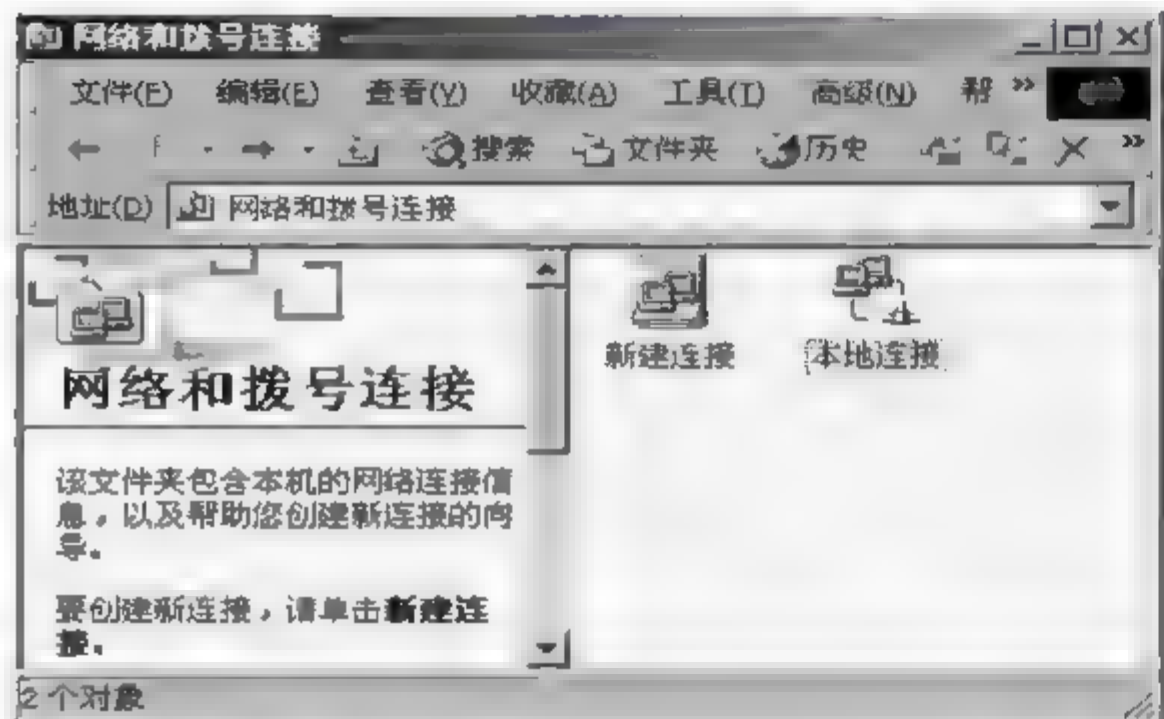 网络和拨号连接
文件(F) 编辑(E) 查看(V) 收藏(A) 工具(T) 高级(N) 帮 »
搜索 文件夹 历史 »
地址(D) 网络和拨号连接
新建连接 本地连接
网络和拨号连接
该文件夹包含本机的网络连接信
息，以及帮助您创建新连接的向
导。
要创建新连接，请单击新建连
接。
2 个对象